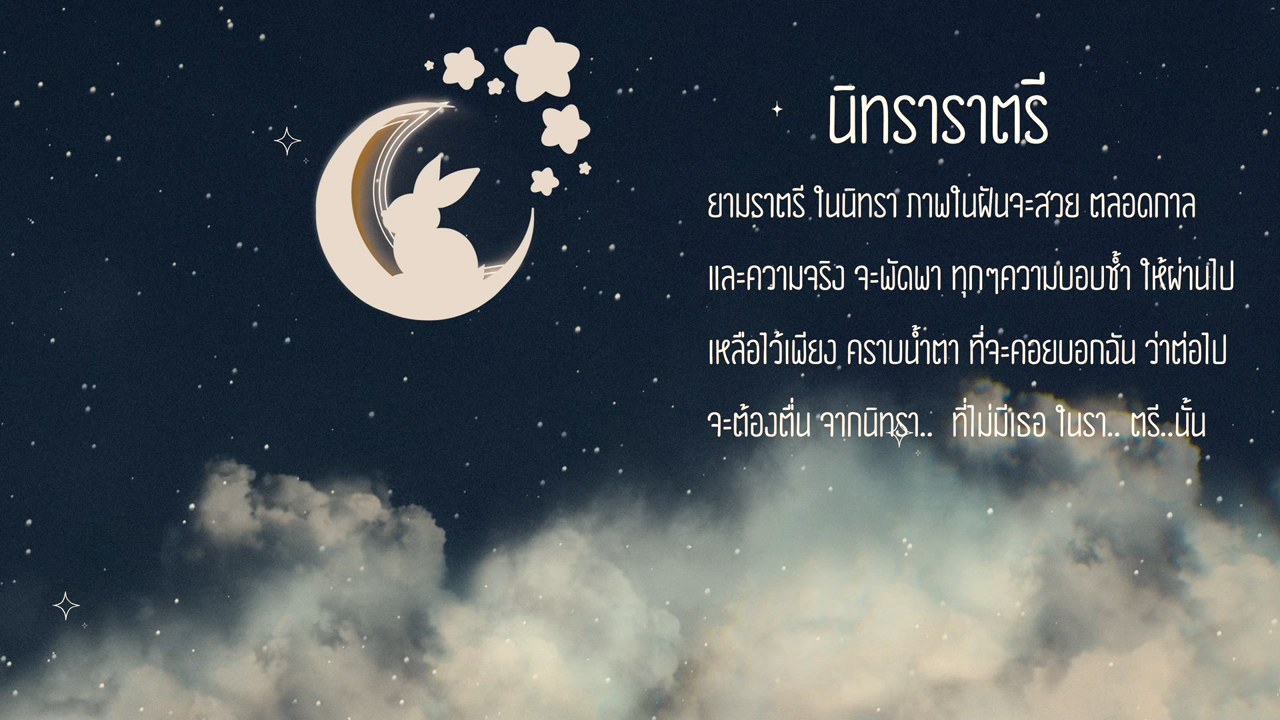 นิทราราตรี
ยามราตรี ในนิทรา ภาพในฝันจะสวย ตลอดกาล
และความจริง จะพัดพา ทุกๆความบอบช้ำ ให้ผ่านไป
เหลือไว้เพียง คราบน้ำตา ที่จะคอยบอกฉัน ว่าต่อไป
จะต้องตื่น จากนิทรา.. ที่ไม่มีเธอ ในรา.. ตรี..นั้น